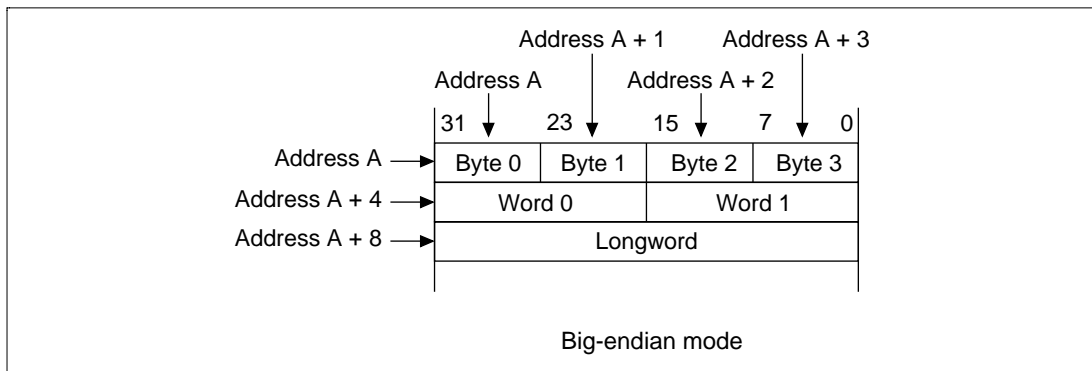 Address A + 1 Address A + 3
Address A Address A + 2
31 23 15 7 0
Address A Byte 0 Byte 1 Byte 2 Byte 3
Address A + 4 Word 0 Word 1
Address A + 8 Longword
Big-endian mode